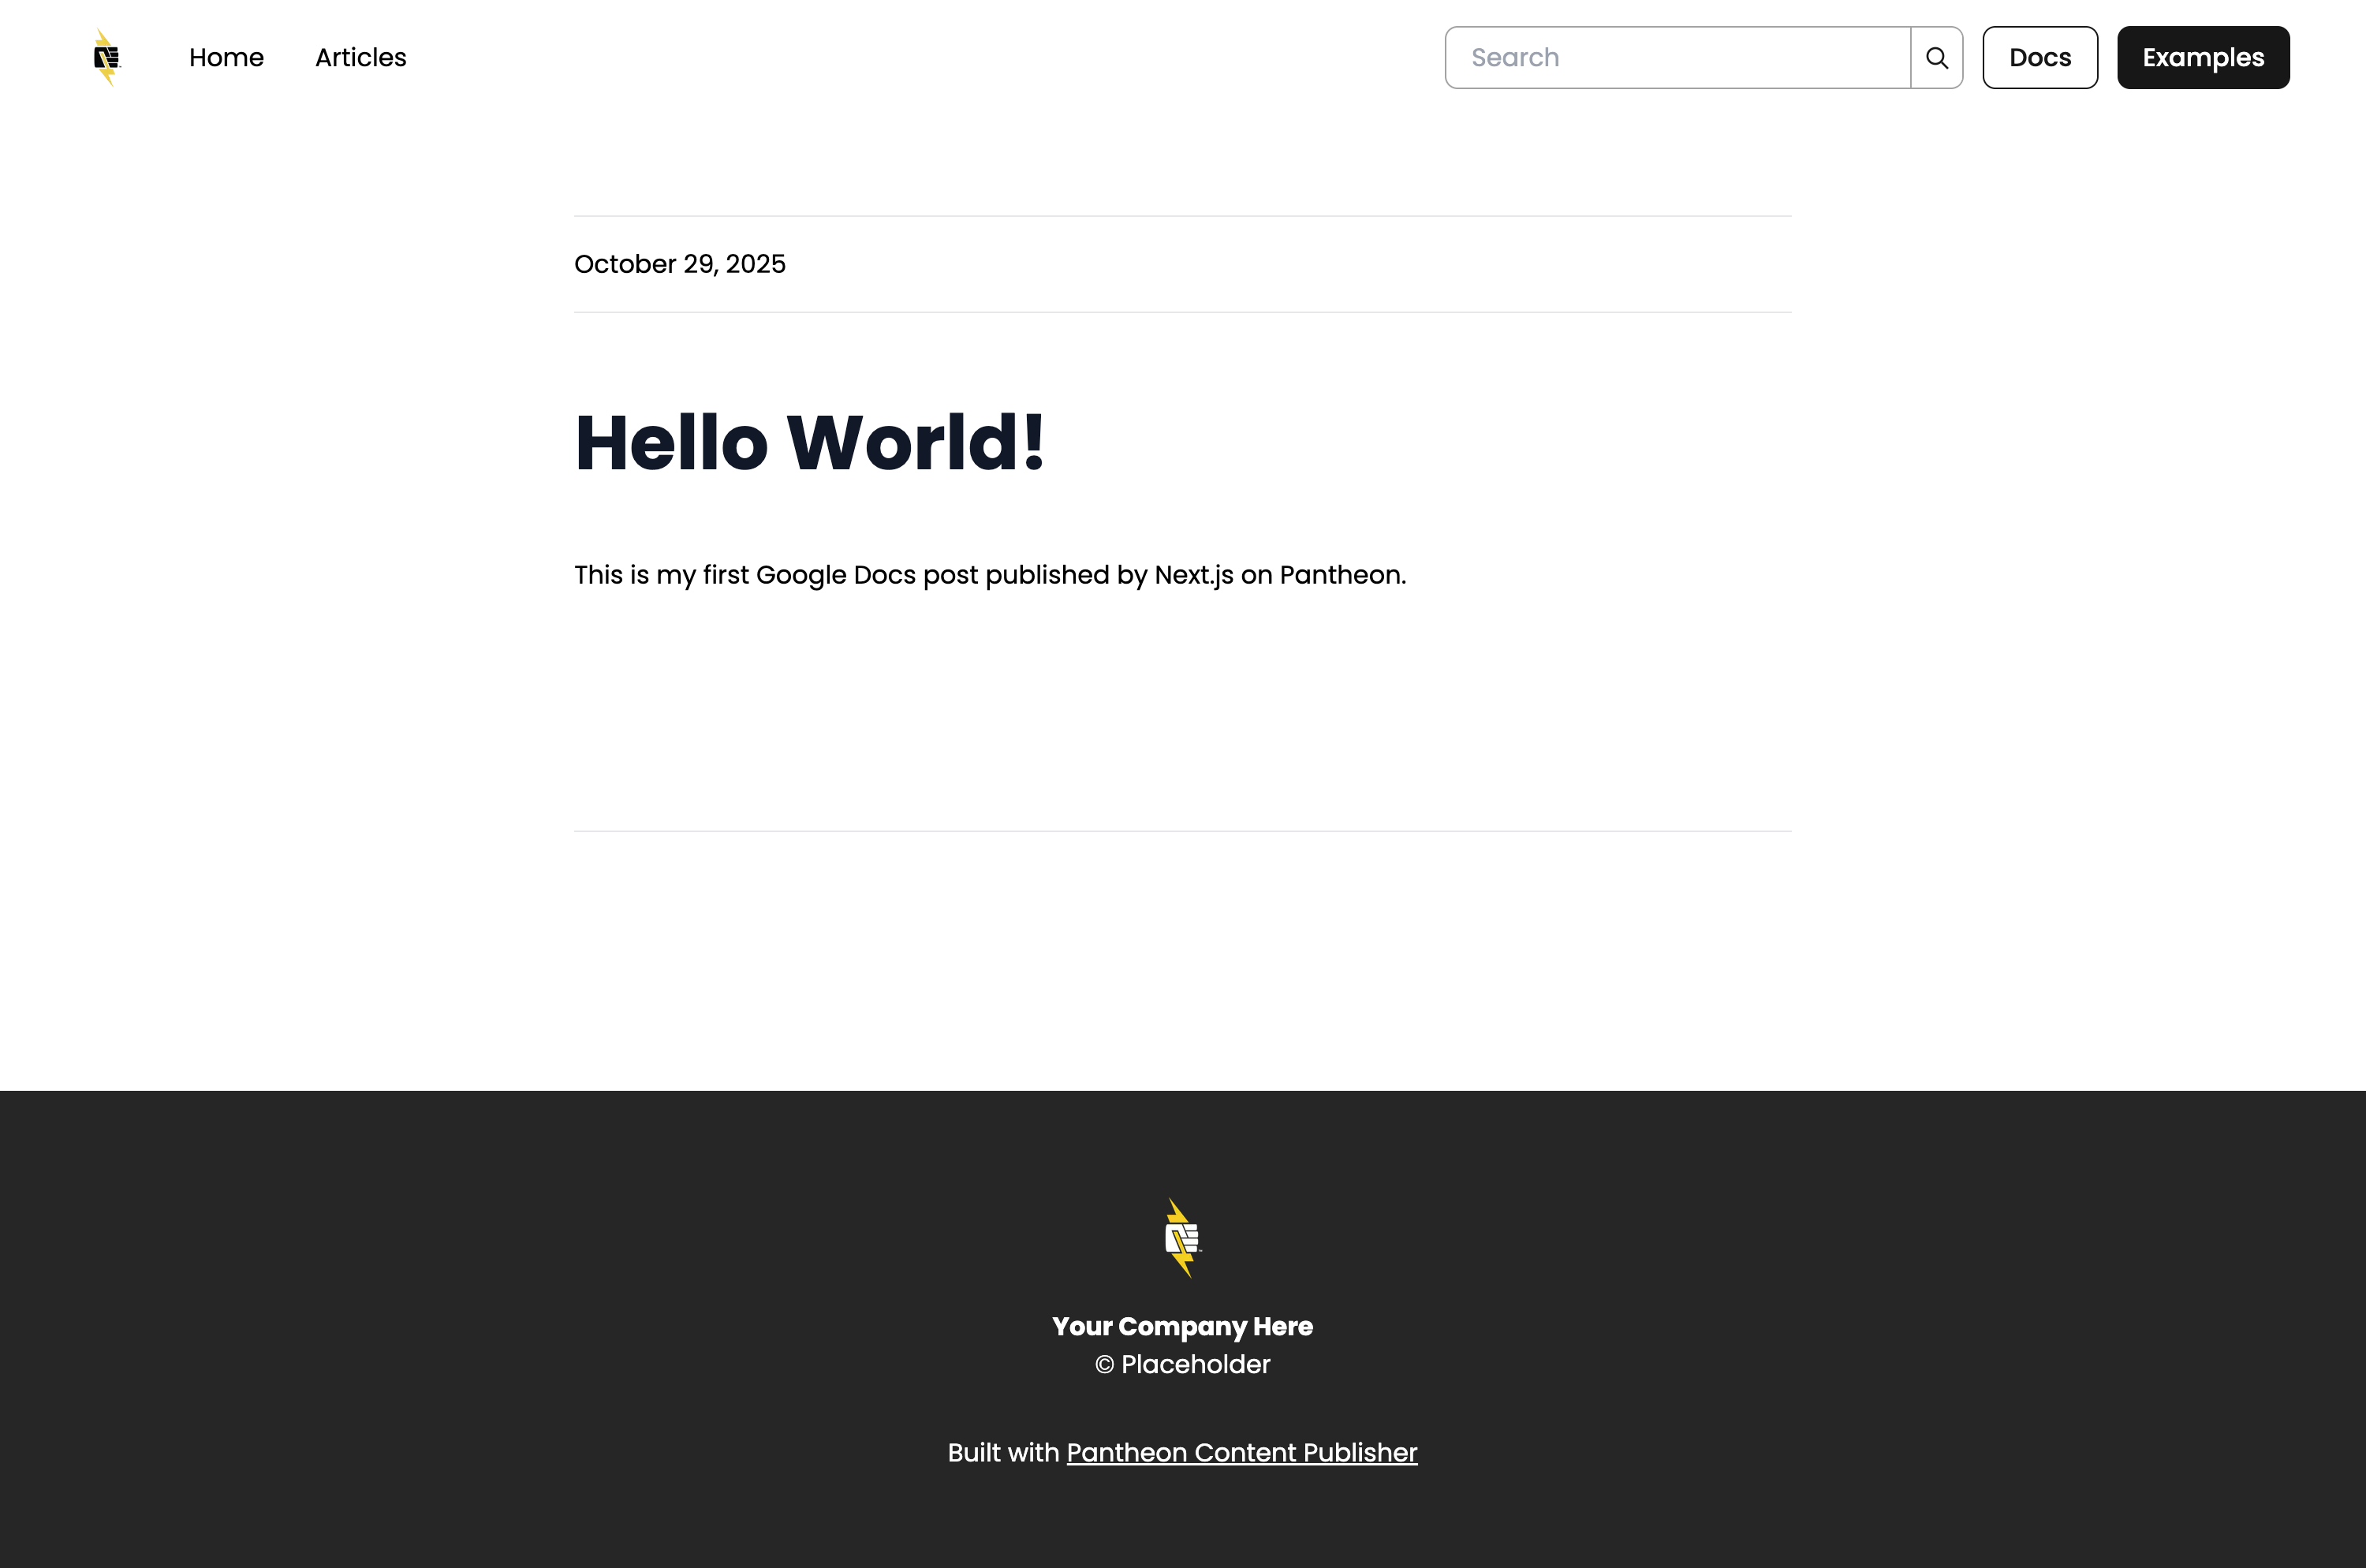 Home Articles Search Docs Examples
October 29, 2025
Hello World!
This is my first Google Docs post published by Next.js on Pantheon.
Your Company Here
© Placeholder
Built with Pantheon Content Publisher